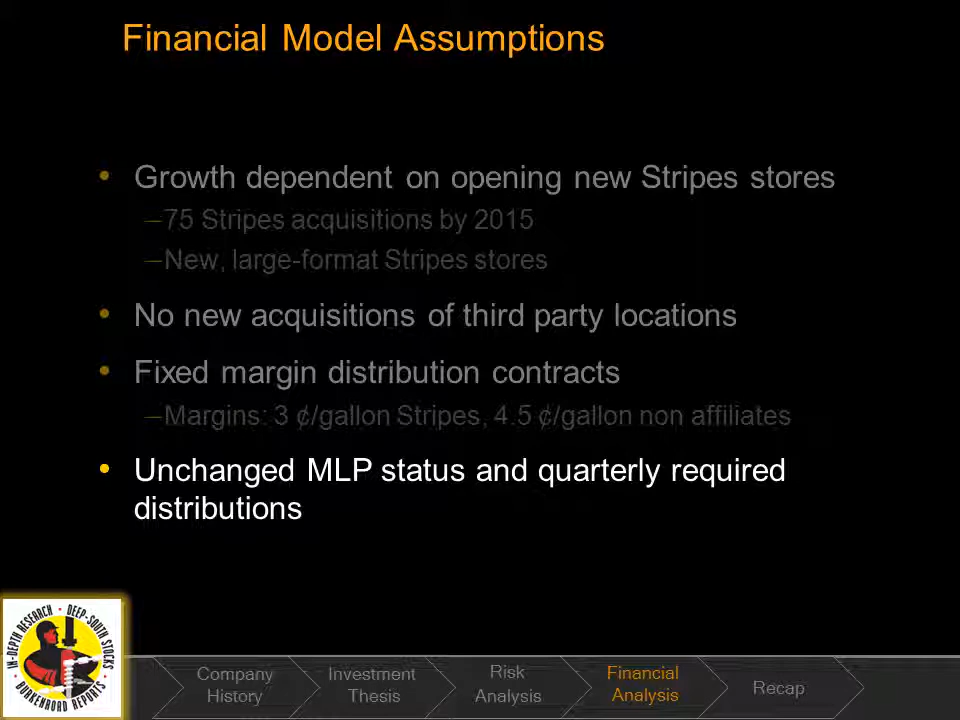 Financial Model Assumptions
• Growth dependent on opening new Stripes stores
–75 Stripes acquisitions by 2015
–New, large-format Stripes stores
• No new acquisitions of third party locations
• Fixed margin distribution contracts
–Margins: 3 ¢/gallon Stripes, 4.5 ¢/gallon non affiliates
• Unchanged MLP status and quarterly required
distributions
IN-DEPTH RESEARCH • DEEP-SOUTH STOCKS
BURKENROAD REPORTS
Company
History
Investment
Thesis
Risk
Analysis
Financial
Analysis
Recap